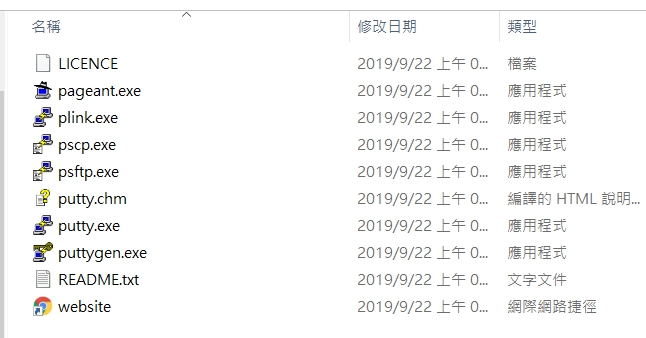 名稱 修改日期 類型
LICENCE 2019/9/22 上午 0... 檔案
pageant.exe 2019/9/22 上午 0... 應用程式
plink.exe 2019/9/22 上午 0... 應用程式
pscp.exe 2019/9/22 上午 0... 應用程式
psftp.exe 2019/9/22 上午 0... 應用程式
putty.chm 2019/9/22 上午 0... 編譯的 HTML 說明...
putty.exe 2019/9/22 上午 0... 應用程式
puttygen.exe 2019/9/22 上午 0... 應用程式
README.txt 2019/9/22 上午 0... 文字文件
website 2019/9/22 上午 0... 網際網路捷徑